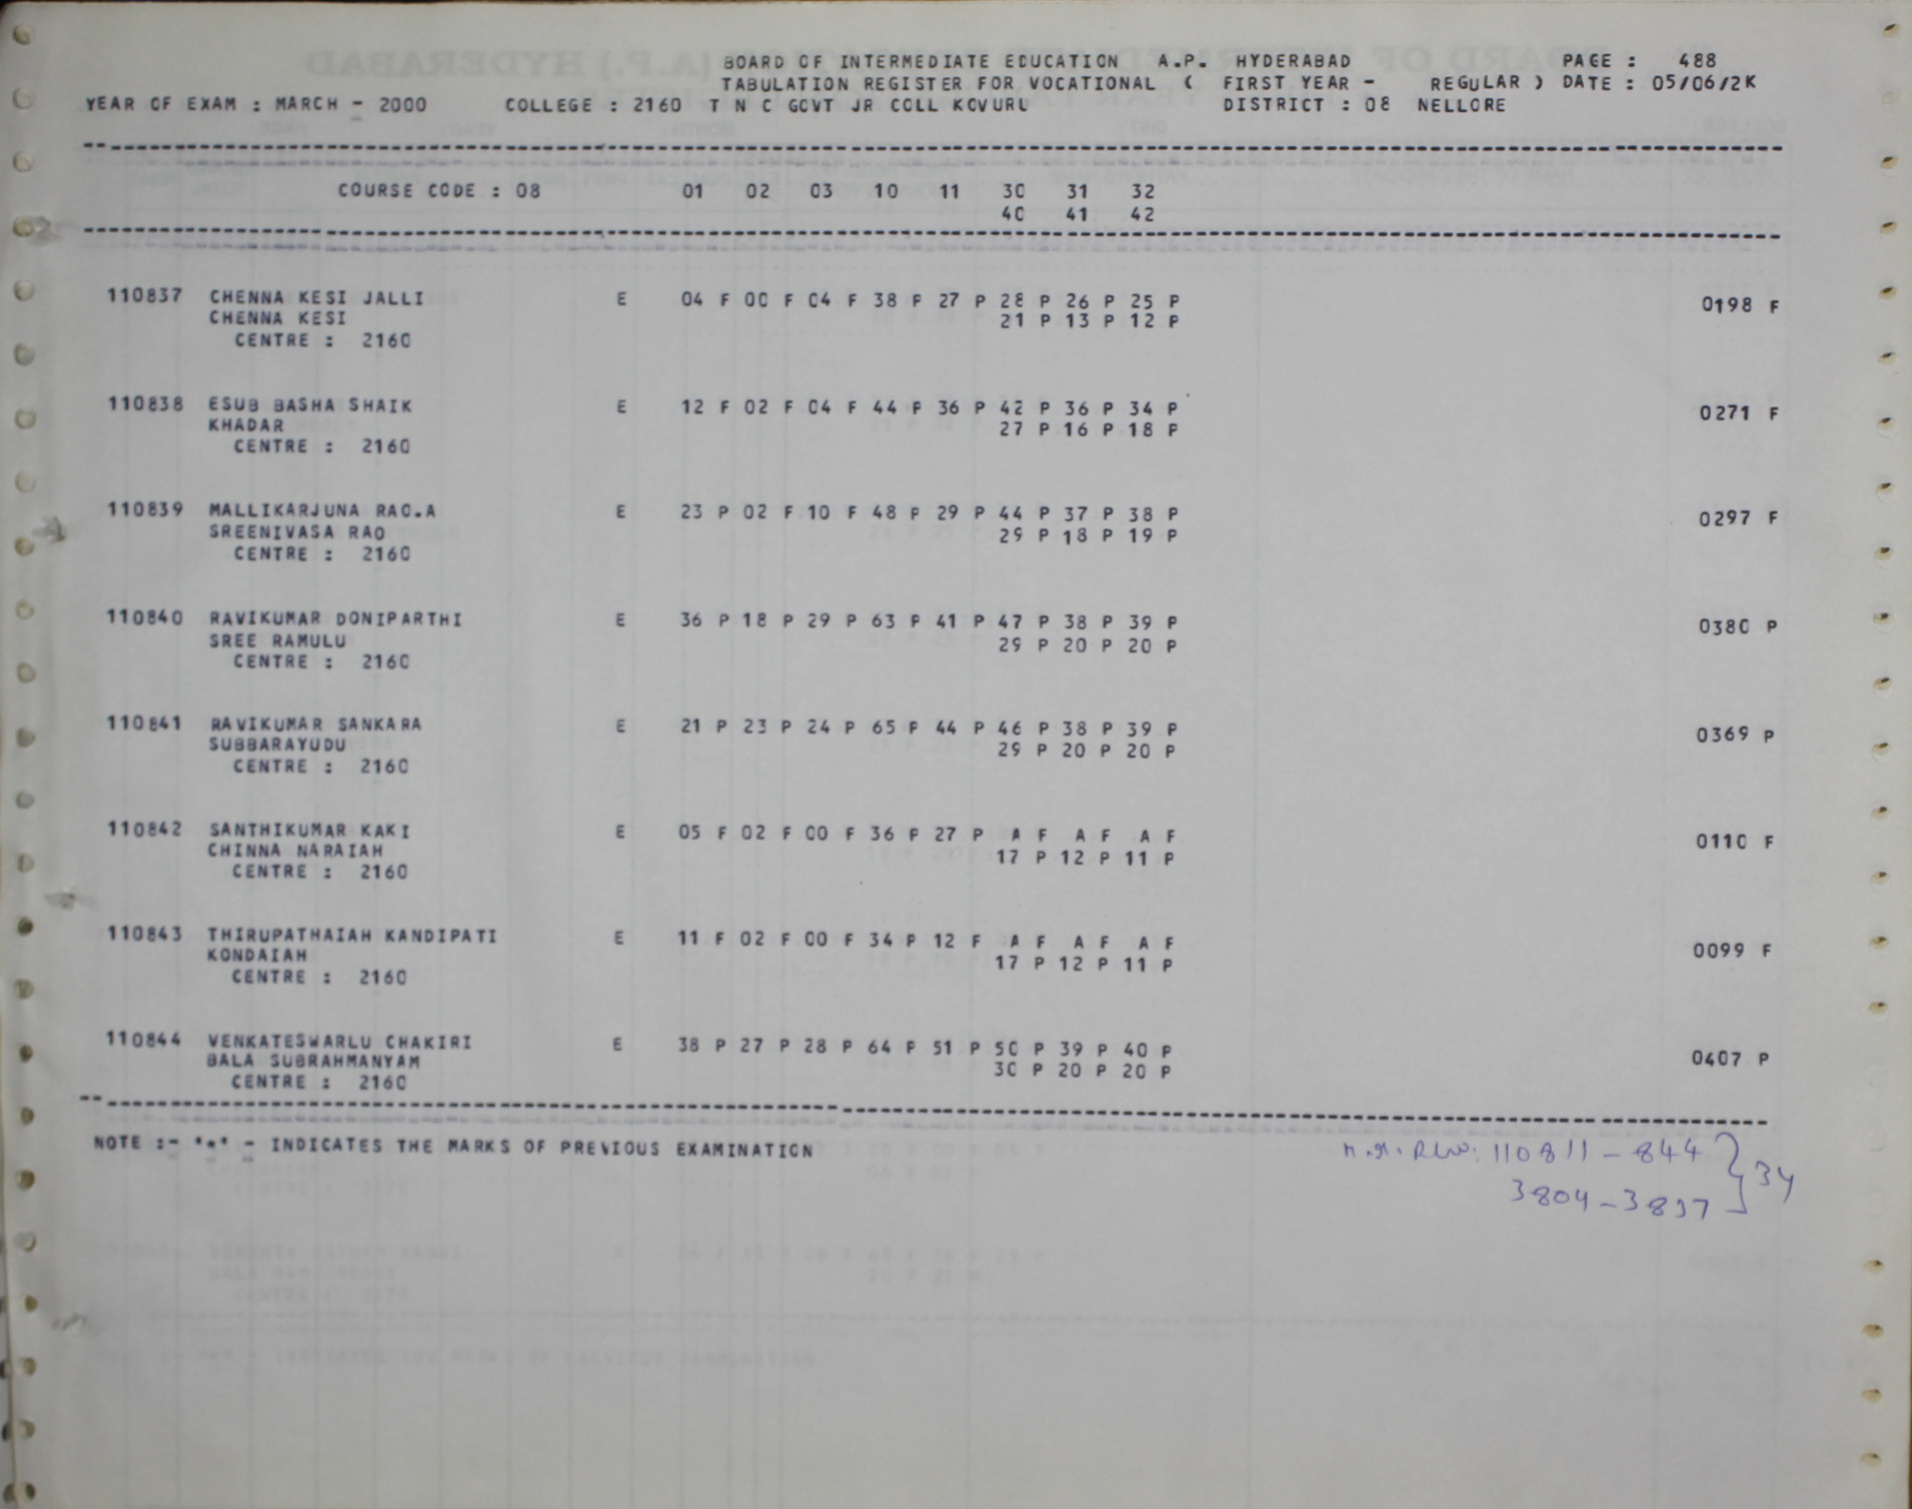 BOARD OF INTERMEDIATE EDUCATION A.P. HYDERABAD PAGE : 488
TABULATION REGISTER FOR VOCATIONAL ( FIRST YEAR - REGULAR ) DATE : 05/06/2K
YEAR OF EXAM : MARCH - 2000 COLLEGE : 2160 T N C GOVT JR COLL KOVURU DISTRICT : 08 NELLORE
COURSE CODE : 08 01 02 03 10 11 30 31 32
40 41 42
110837 CHENNA KESI JALLI E 04 F 00 F 04 F 38 P 27 P 28 P 26 P 25 P 0198 F
CHENNA KESI 21 P 13 P 12 P
CENTRE : 2160
110838 ESUB BASHA SHAIK E 12 F 02 F 04 F 44 P 36 P 42 P 36 P 34 P 0271 F
KHADAR 27 P 16 P 18 P
CENTRE : 2160
110839 MALLIKARJUNA RAO.A E 23 P 02 F 10 F 48 P 29 P 44 P 37 P 38 P 0297 F
SREENIVASA RAO 29 P 18 P 19 P
CENTRE : 2160
110840 RAVIKUMAR DONIPARTHI E 36 P 18 P 29 P 63 P 41 P 47 P 38 P 39 P 0380 P
SREE RAMULU 29 P 20 P 20 P
CENTRE : 2160
110841 RAVIKUMAR SANKARA E 21 P 23 P 24 P 65 P 44 P 46 P 38 P 39 P 0369 P
SUBBARAYUDU 29 P 20 P 20 P
CENTRE : 2160
110842 SANTHIKUMAR KAKI E 05 F 02 F 00 F 36 P 27 P A F A F A F 0110 F
CHINNA NARAIAH 17 P 12 P 11 P
CENTRE : 2160
110843 THIRUPATHAIAH KANDIPATI E 11 F 02 F 00 F 34 P 12 F A F A F A F 0099 F
KONDAIAH 17 P 12 P 11 P
CENTRE : 2160
110844 VENKATESWARLU CHAKIRI E 38 P 27 P 28 P 64 P 51 P 50 P 39 P 40 P 0407 P
BALA SUBRAHMANYAM 30 P 20 P 20 P
CENTRE : 2160
NOTE :- "*" - INDICATES THE MARKS OF PREVIOUS EXAMINATION
110811 - 844 } 34
3804 - 3837